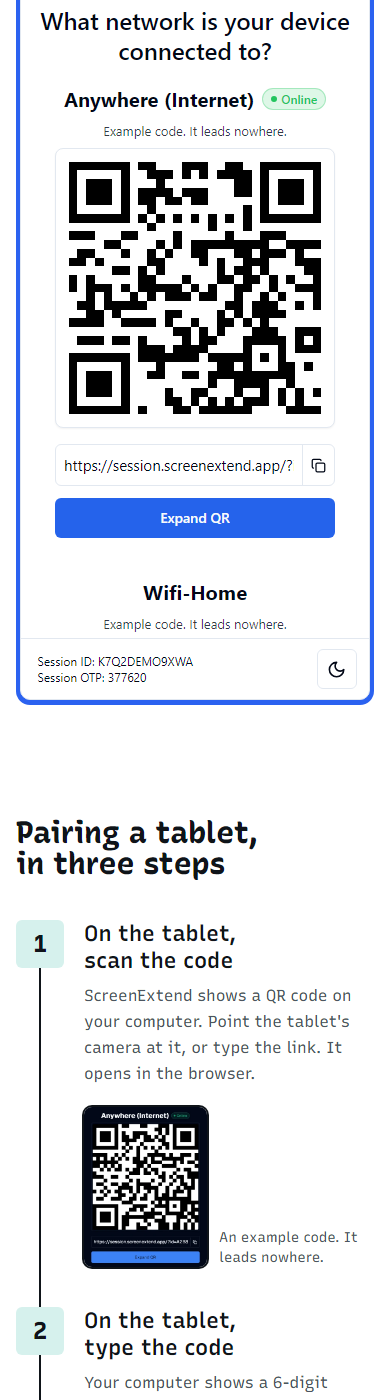 What network is your device
connected to?
Anywhere (Internet)
Online
Example code. It leads nowhere.
https://session.screenextend.app/?
Expand QR
Wifi-Home
Example code. It leads nowhere.
Session ID: K7Q2DEMO9XWA
Session OTP: 377620
Pairing a tablet,
in three steps
1
On the tablet,
scan the code
ScreenExtend shows a QR code on
your computer. Point the tablet's
camera at it, or type the link. It
opens in the browser.
Anywhere (Internet)
Online
Expand QR
An example code. It
leads nowhere.
2
On the tablet,
type the code
Your computer shows a 6-digit